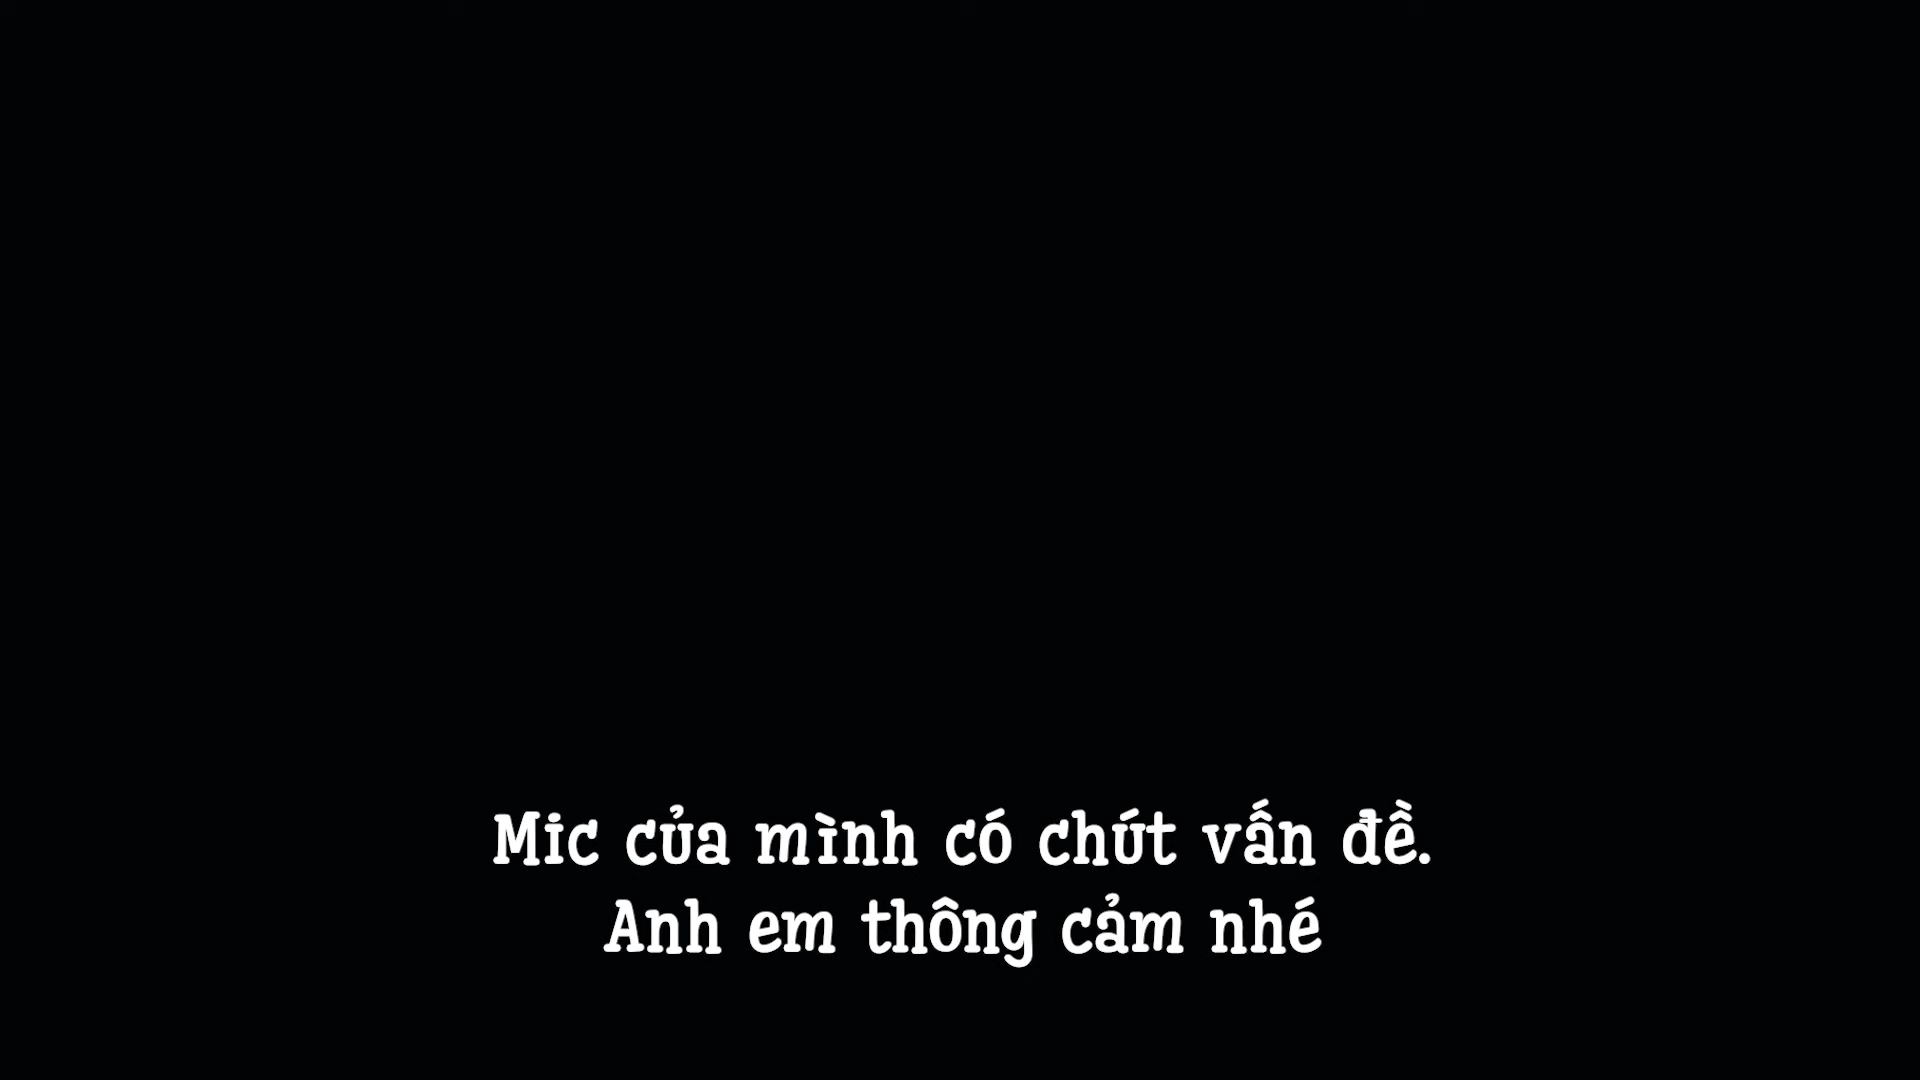 Mic của mình có chút vấn đề.
Anh em thông cảm nhé